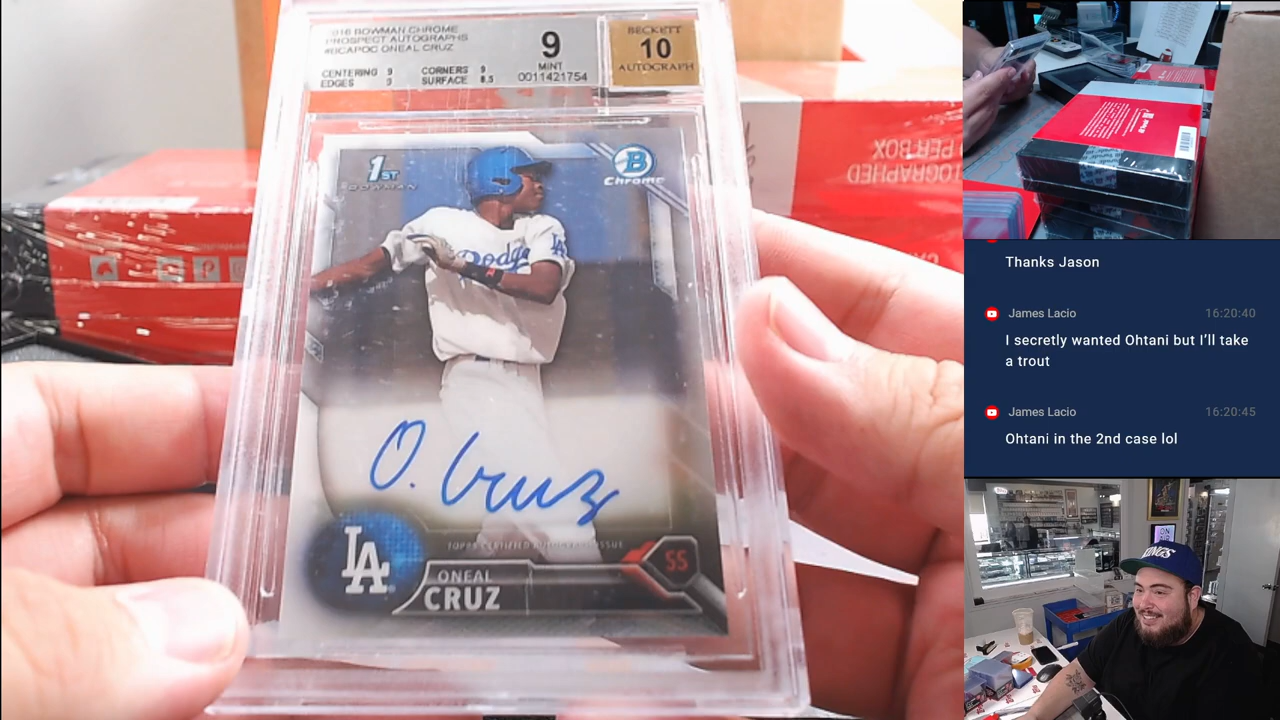 2016 BOWMAN CHROME
PROSPECT AUTOGRAPHS
#BCAPOC ONEAL CRUZ
CENTERING 9 CORNERS 9
EDGES 9 SURFACE 8.5
9
MINT
0011421754
BECKETT
10
AUTOGRAPH
1ST
BOWMAN
B
Chrome
Dodge
LA
O. Cruz
TOPPS CERTIFIED AUTOGRAPH ISSUE
LA
SS
ONEAL
CRUZ
PER BOX
Thanks Jason
James Lacio 16:20:40
I secretly wanted Ohtani but I'll take
a trout
James Lacio 16:20:45
Ohtani in the 2nd case lol
KINGS